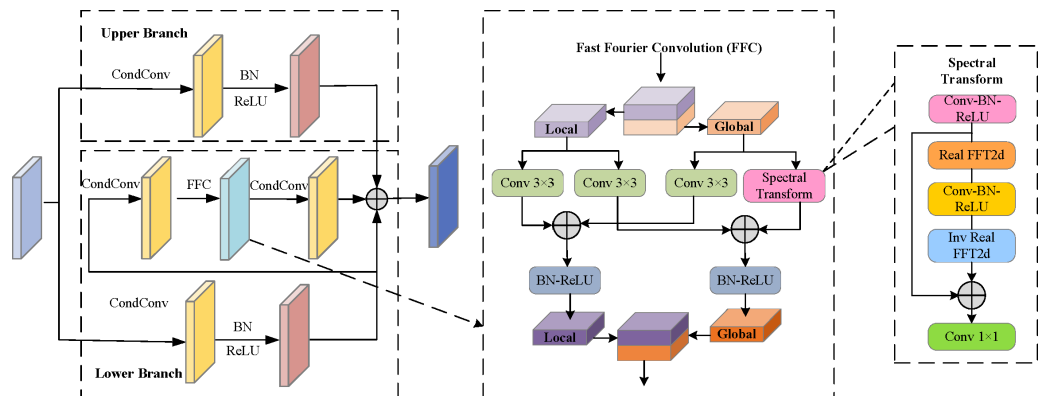 Upper Branch
CondConv
BN
ReLU
CondConv
FFC
CondConv
CondConv
BN
ReLU
Lower Branch
Fast Fourier Convolution (FFC)
Local
Global
Conv 3×3
Conv 3×3
Conv 3×3
Spectral
Transform
BN-ReLU
BN-ReLU
Local
Global
Spectral
Transform
Conv-BN-
ReLU
Real FFT2d
Conv-BN-
ReLU
Inv Real
FFT2d
Conv 1×1